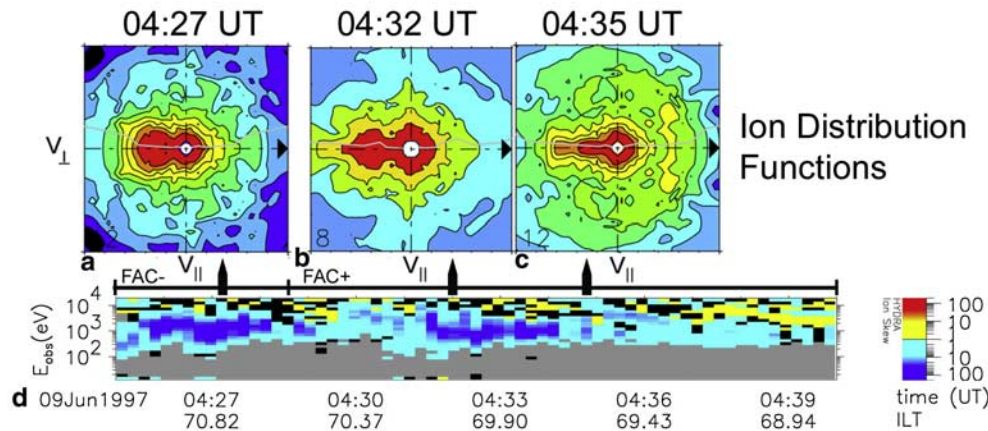 04:27 UT 04:32 UT 04:35 UT
V⊥
Ion Distribution
Functions
8 12
a V|| b V|| c V||
FAC- FAC+
10⁴
10³
10²
E_obs(eV)
HYDRA
Ion Skew
100
10
1
10
100
d 09Jun1997 04:27 04:30 04:33 04:36 04:39 time (UT)
70.82 70.37 69.90 69.43 68.94 ILT